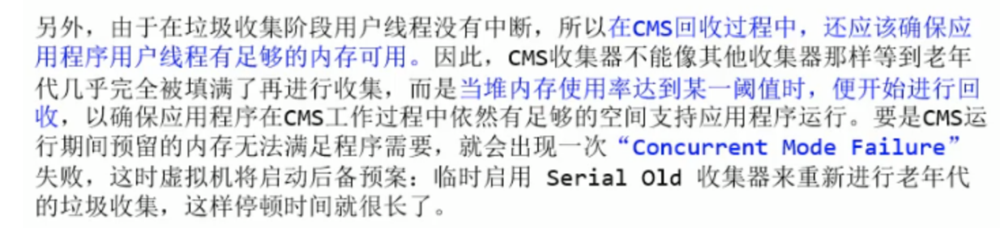 另外，由于在垃圾收集阶段用户线程没有中断，所以在CMS回收过程中，还应该确保应
用程序用户线程有足够的内存可用。因此，CMS收集器不能像其他收集器那样等到老年
代几乎完全被填满了再进行收集，而是当堆内存使用率达到某一阈值时，便开始进行回
收，以确保应用程序在CMS工作过程中依然有足够的空间支持应用程序运行。要是CMS运
行期间预留的内存无法满足程序需要，就会出现一次“Concurrent Mode Failure”
失败，这时虚拟机将启动后备预案：临时启用 Serial Old 收集器来重新进行老年代
的垃圾收集，这样停顿时间就很长了。